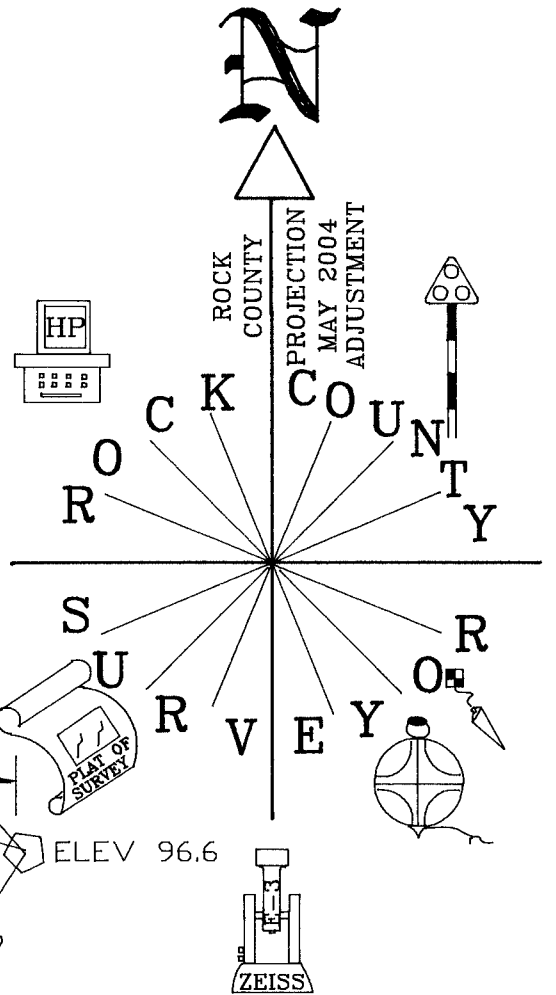 N
ROCK
COUNTY
PROJECTION
MAY 2004
ADJUSTMENT
HP
ROCK COUNTY
SURVEYOR
PLAT OF
SURVEY
ELEV 96.6
ZEISS